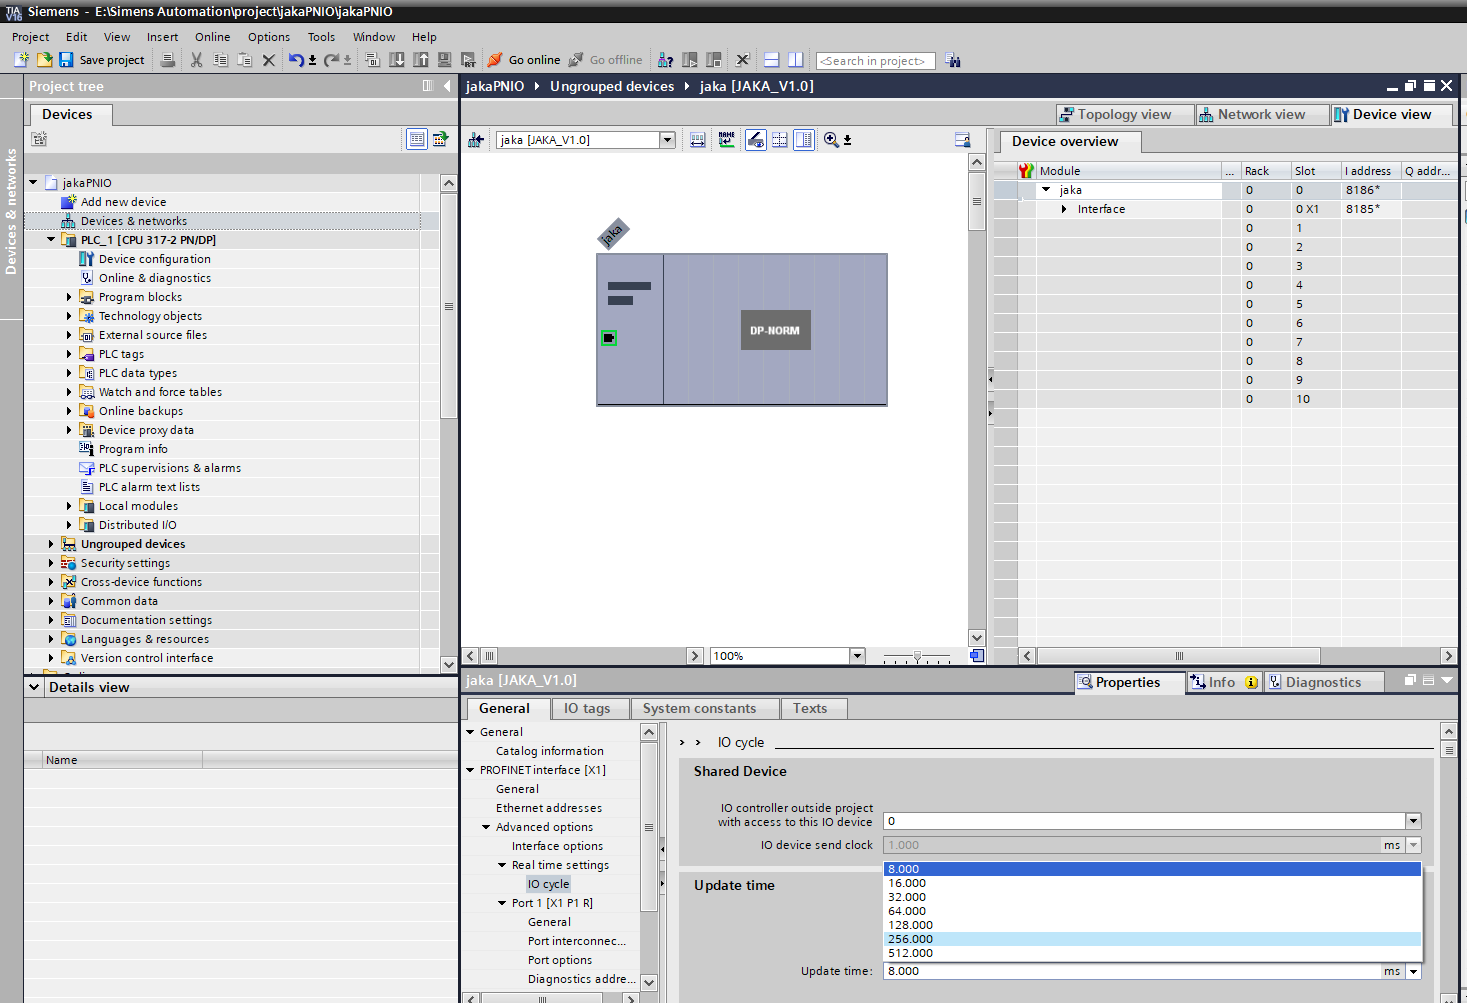 TIA V16 Siemens - E:\Simens Automation\project\jakaPNIO\jakaPNIO
Project Edit View Insert Online Options Tools Window Help
Save project Go online Go offline <Search in project>
Project tree
jakaPNIO Ungrouped devices jaka [JAKA_V1.0]
Devices
Topology view Network view Device view
jaka [JAKA_V1.0]
Device overview
Devices & networks
Module ... Rack Slot I address Q addr...
jaka 0 0 8186*
Interface 0 0 X1 8185*
0 1
0 2
0 3
0 4
0 5
0 6
0 7
0 8
0 9
0 10
jakaPNIO
Add new device
Devices & networks
PLC_1 [CPU 317-2 PN/DP]
Device configuration
Online & diagnostics
Program blocks
Technology objects
External source files
PLC tags
PLC data types
Watch and force tables
Online backups
Device proxy data
Program info
PLC supervisions & alarms
PLC alarm text lists
Local modules
Distributed I/O
Ungrouped devices
Security settings
Cross-device functions
Common data
Documentation settings
Languages & resources
Version control interface
jaka
DP-NORM
100%
Details view
Name
jaka [JAKA_V1.0]
Properties Info Diagnostics
General IO tags System constants Texts
General
Catalog information
PROFINET interface [X1]
General
Ethernet addresses
Advanced options
Interface options
Real time settings
IO cycle
Port 1 [X1 P1 R]
General
Port interconnec...
Port options
Diagnostics addre...
IO cycle
Shared Device
IO controller outside project
with access to this IO device 0
IO device send clock 1.000 ms
Update time
8.000
16.000
32.000
64.000
128.000
256.000
512.000
Update time: 8.000 ms